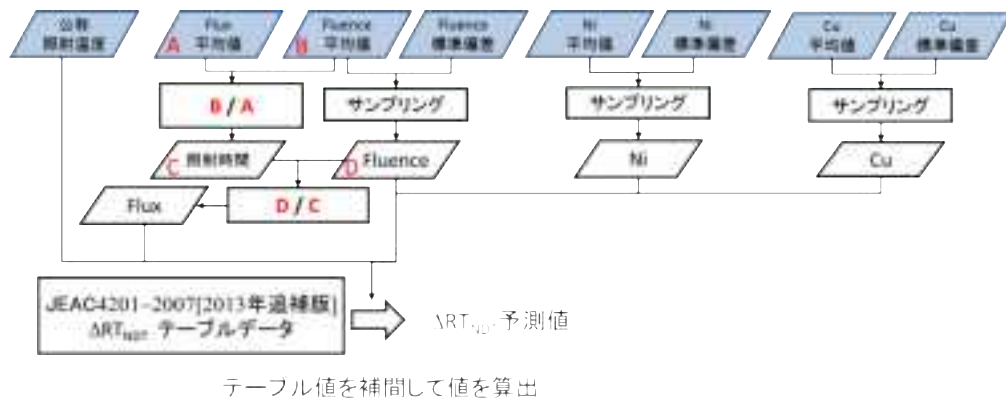 公称
照射温度
A Flux
平均値
B Fluence
平均値
Fluence
標準偏差
Ni
平均値
Ni
標準偏差
Cu
平均値
Cu
標準偏差
B / A
サンプリング
サンプリング
サンプリング
C 照射時間
D Fluence
Ni
Cu
Flux
D / C
JEAC4201-2007[2013年追補版]
ΔRT_NDT テーブルデータ
ΔRT_NDT 予測値
テーブル値を補間して値を算出